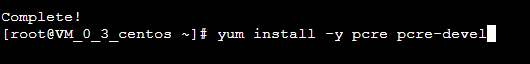 Complete!
[root@VM_0_3_centos ~]# yum install -y pcre pcre-devel